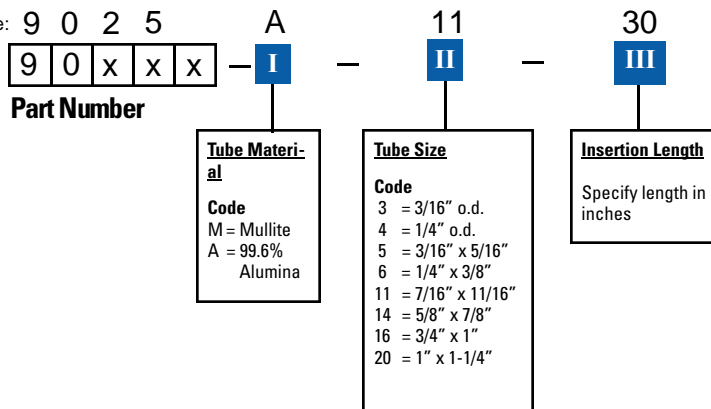 e: 9 0 2 5 A 11 30
9 0 x x x – I – II – III
Part Number
Tube Materi-
al
Code
M = Mullite
A = 99.6%
Alumina
Tube Size
Code
3 = 3/16” o.d.
4 = 1/4” o.d.
5 = 3/16” x 5/16”
6 = 1/4” x 3/8”
11 = 7/16” x 11/16”
14 = 5/8” x 7/8”
16 = 3/4” x 1”
20 = 1” x 1-1/4”
Insertion Length
Specify length in
inches